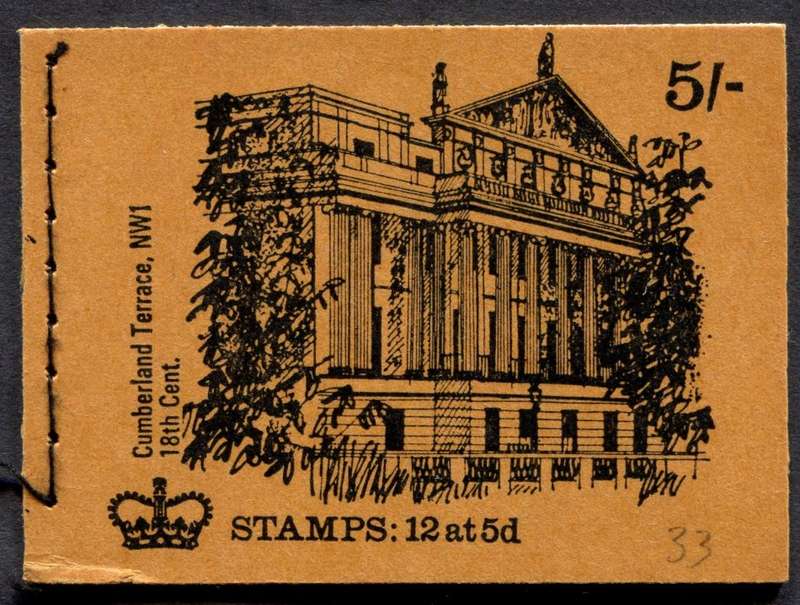 5/-
Cumberland Terrace, NW1
18th Cent.
STAMPS: 12 at 5d
33